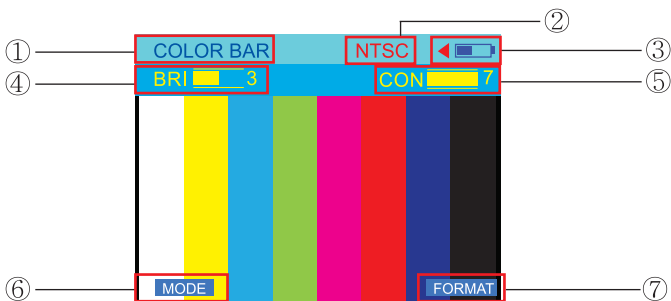 ②
① COLOR BAR NTSC ③
④ BRI 3 CON 7 ⑤
⑥ MODE FORMAT ⑦